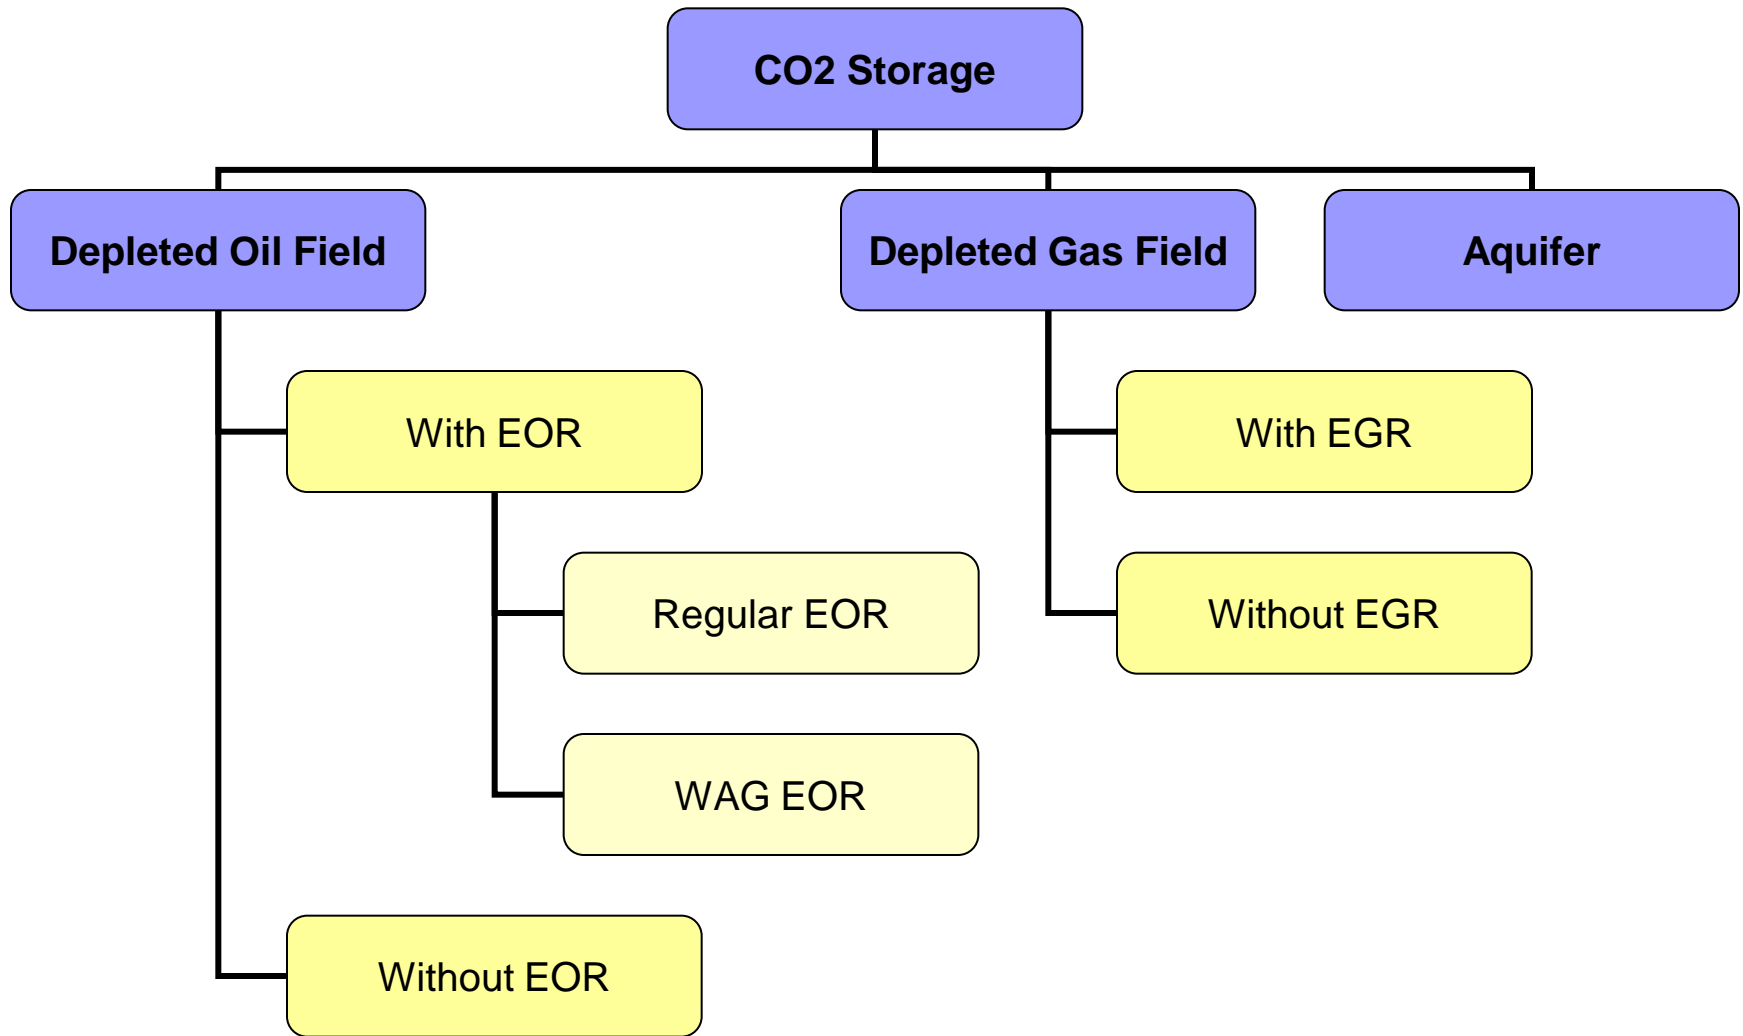 CO2 Storage
Depleted Oil Field
Depleted Gas Field
Aquifer
With EOR
With EGR
Regular EOR
Without EGR
WAG EOR
Without EOR